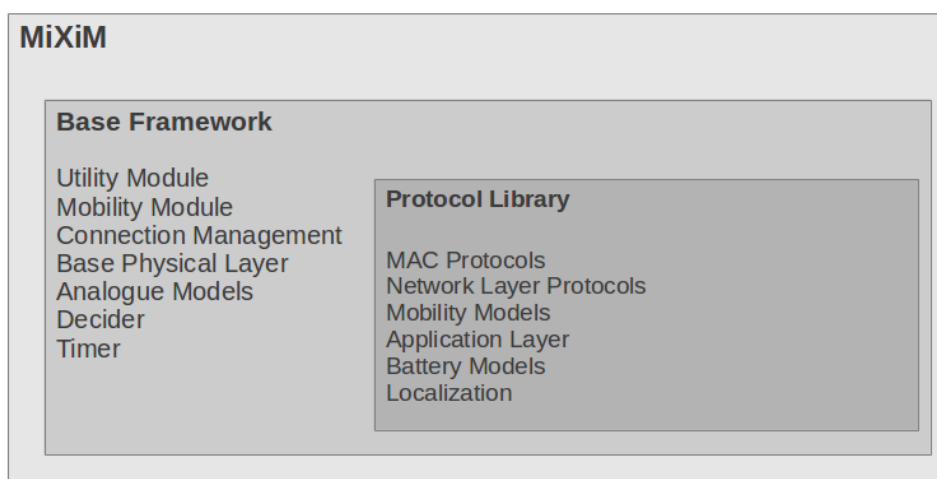 MiXiM
Base Framework
Utility Module
Mobility Module
Connection Management
Base Physical Layer
Analogue Models
Decider
Timer
Protocol Library
MAC Protocols
Network Layer Protocols
Mobility Models
Application Layer
Battery Models
Localization